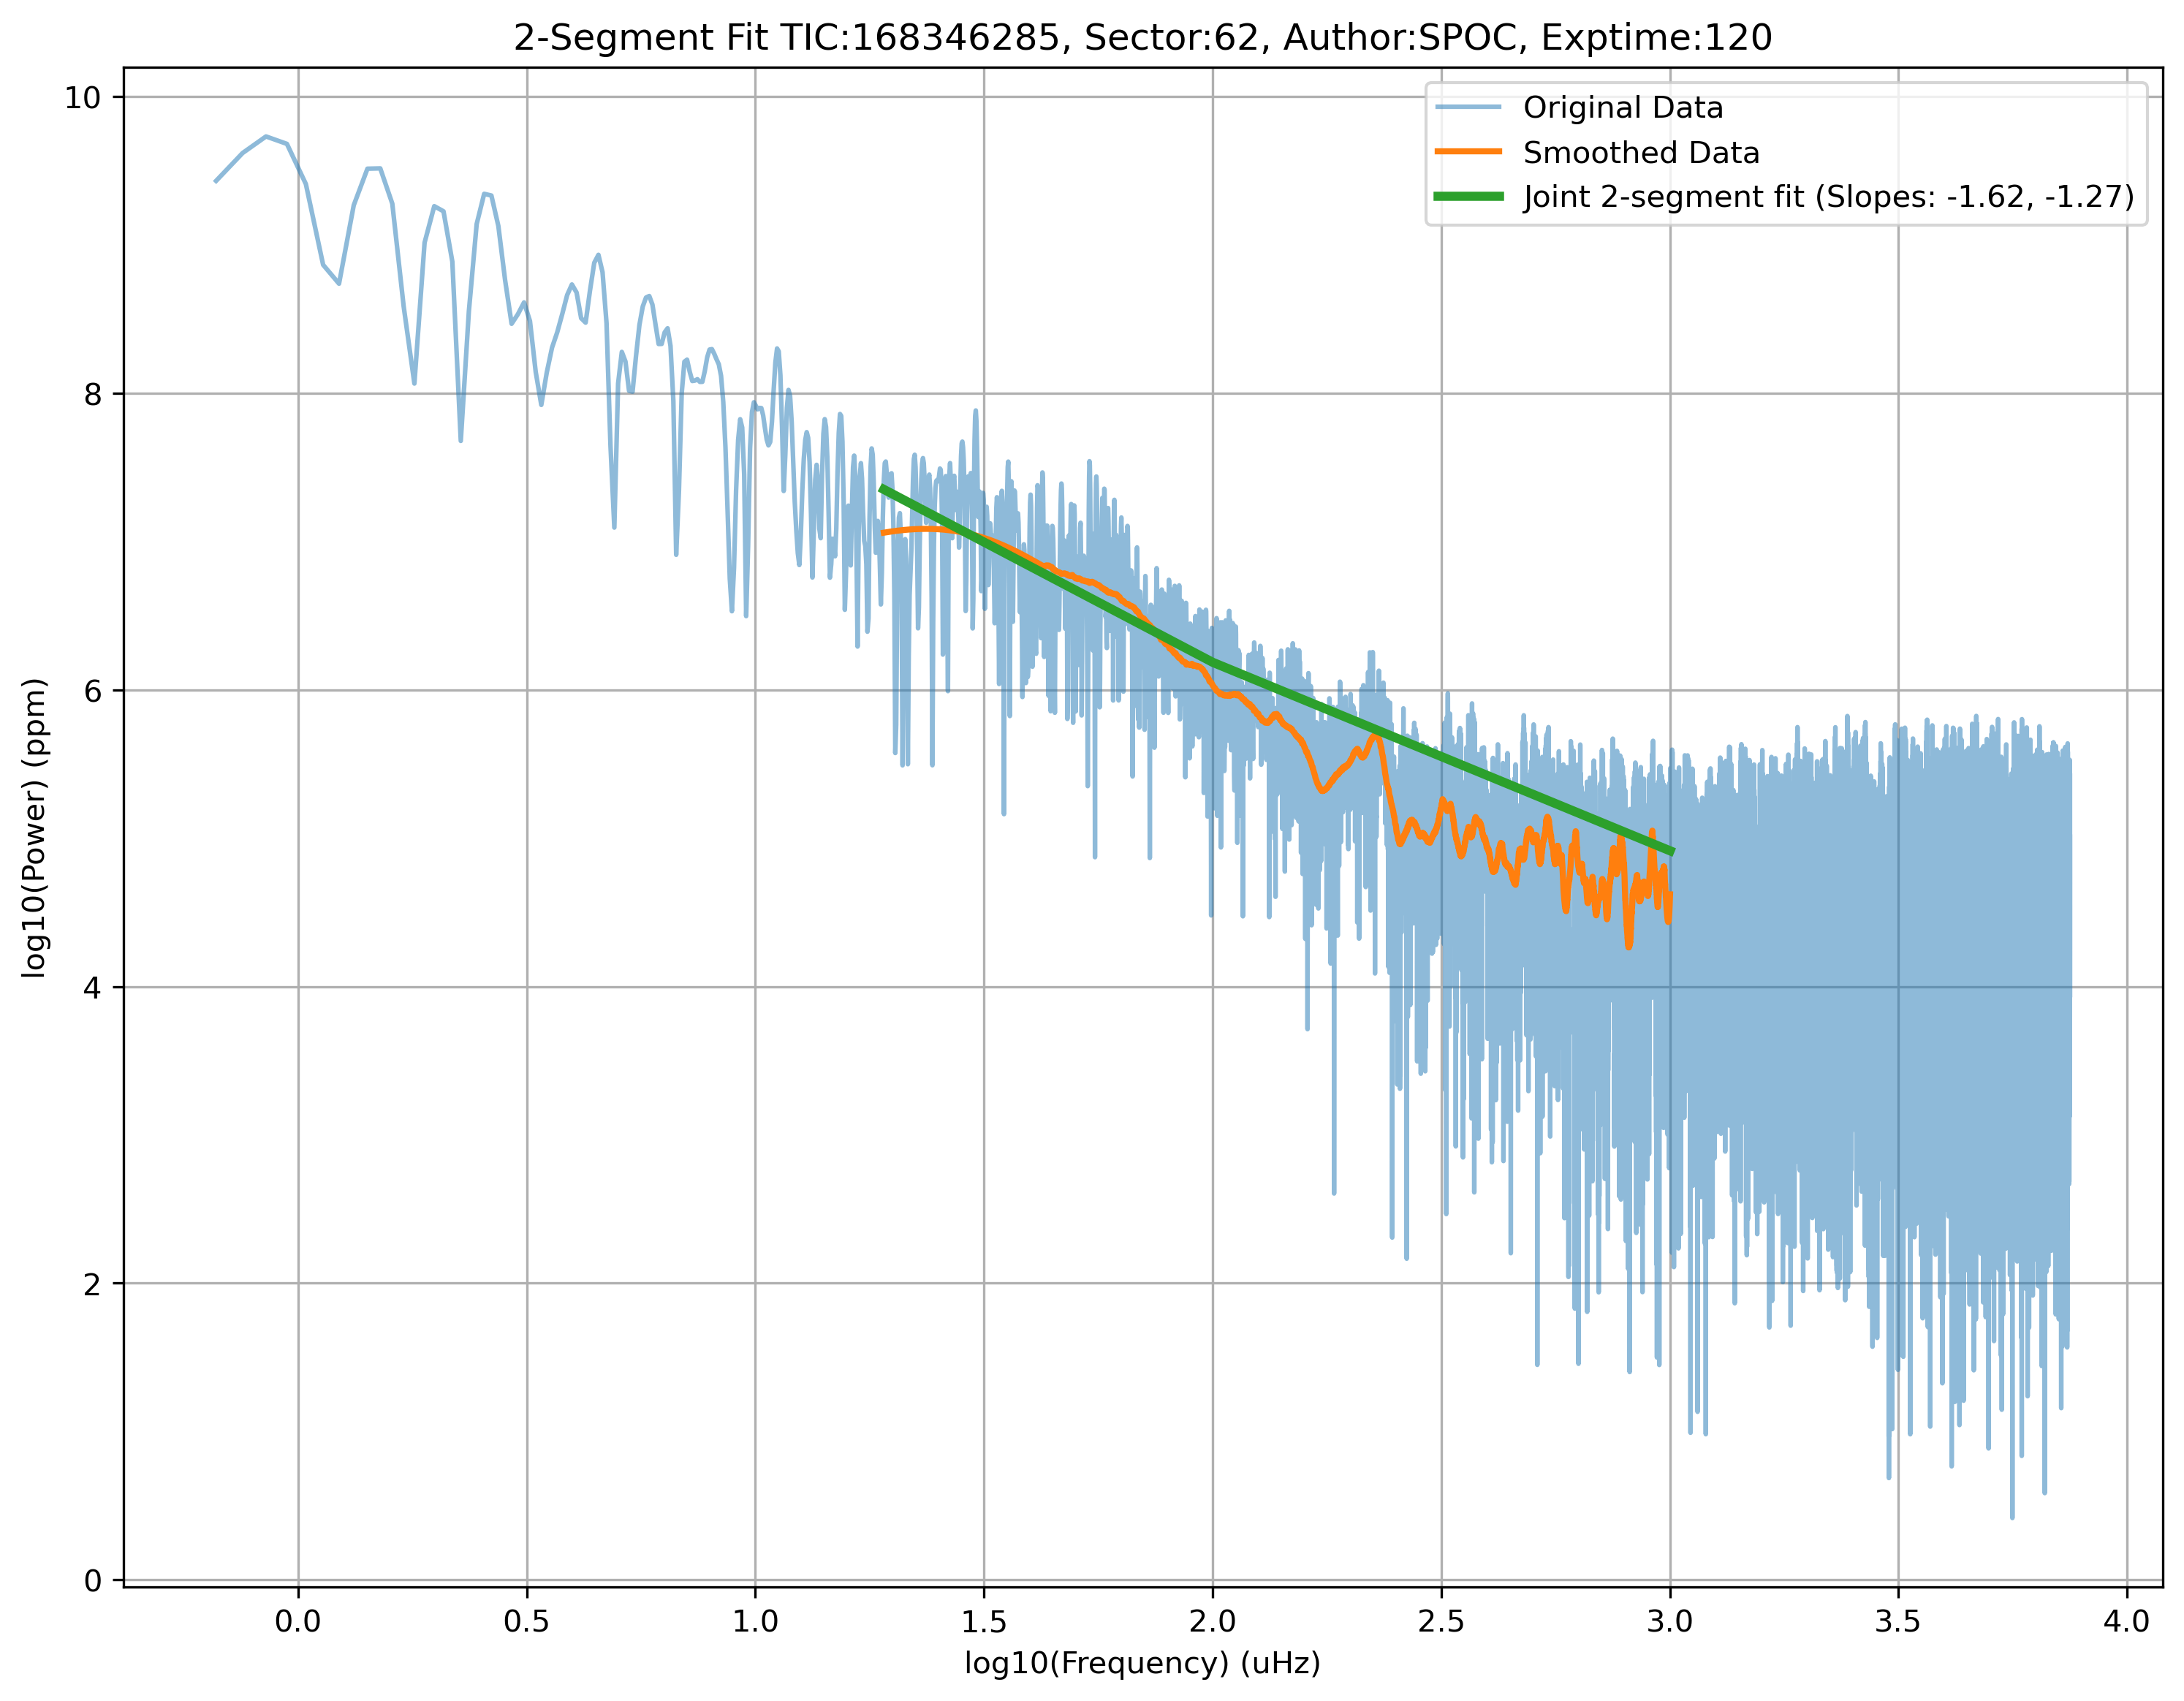 2-Segment Fit TIC:168346285, Sector:62, Author:SPOC, Exptime:120
Original Data
Smoothed Data
Joint 2-segment fit (Slopes: -1.62, -1.27)
log10(Power) (ppm)
10
8
6
4
2
0
0.0 0.5 1.0 1.5 2.0 2.5 3.0 3.5 4.0
log10(Frequency) (uHz)